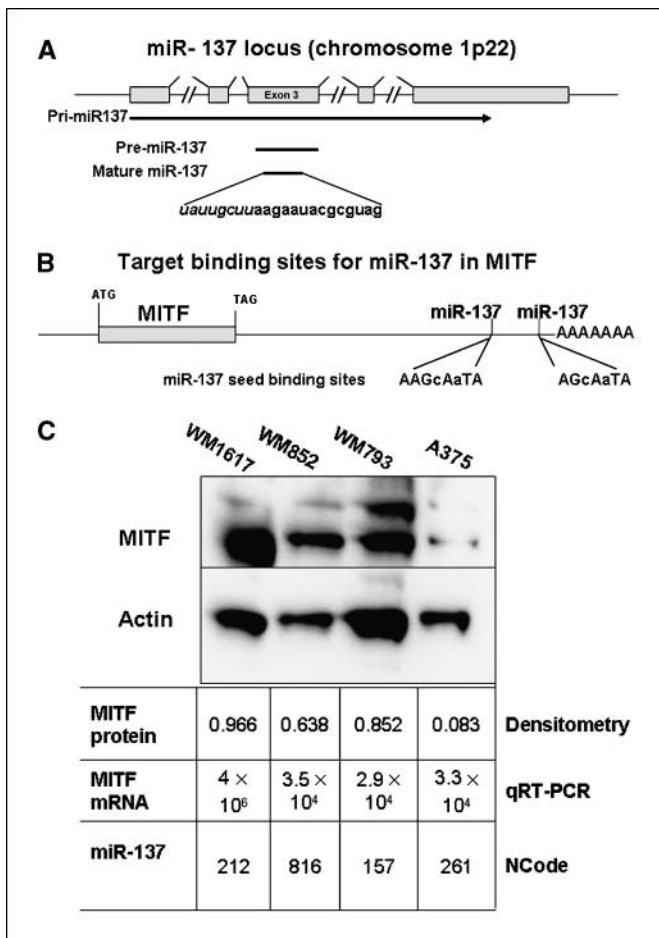 A
miR- 137 locus (chromosome 1p22)
Exon 3
Pri-miR137
Pre-miR-137
Mature miR-137
uauugcuuaagaauacgcguag
B
Target binding sites for miR-137 in MITF
ATG
MITF
TAG
miR-137 miR-137
AAAAAAA
miR-137 seed binding sites
AAGcAaTA
AGcAaTA
C
WM1617 WM852 WM793 A375
MITF
Actin
MITF protein 0.966 0.638 0.852 0.083 Densitometry
MITF mRNA 4 × 10⁶ 3.5 × 10⁴ 2.9 × 10⁴ 3.3 × 10⁴ qRT-PCR
miR-137 212 816 157 261 NCode